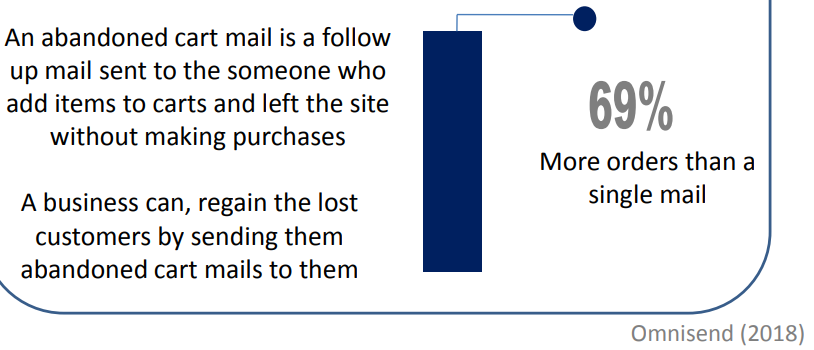 An abandoned cart mail is a follow
up mail sent to the someone who
add items to carts and left the site
without making purchases
A business can, regain the lost
customers by sending them
abandoned cart mails to them
69%
More orders than a
single mail
Omnisend (2018)